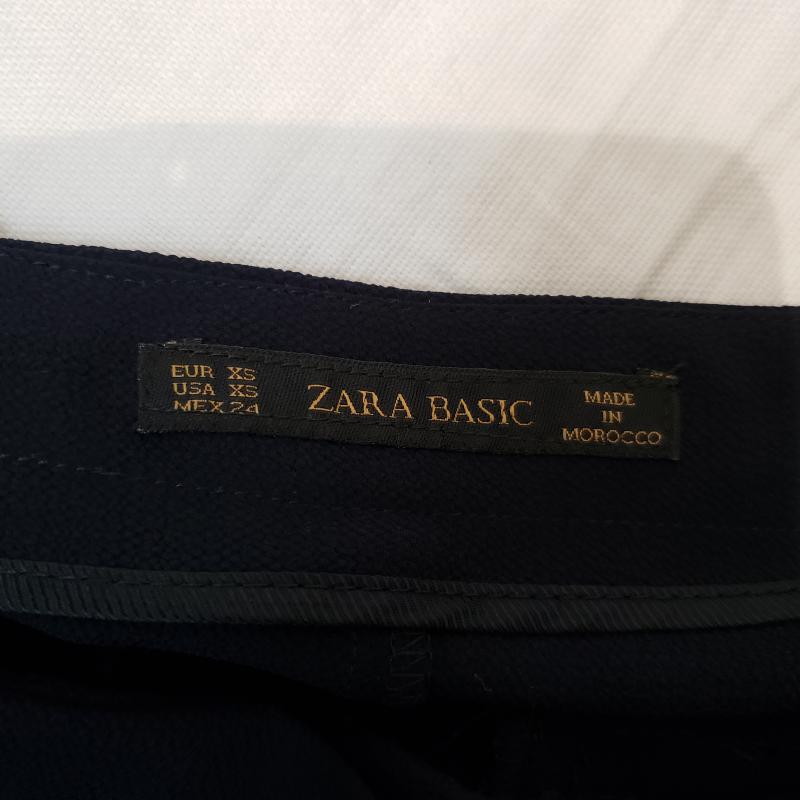 EUR XS
USA XS
MEX 24
ZARA BASIC
MADE
IN
MOROCCO